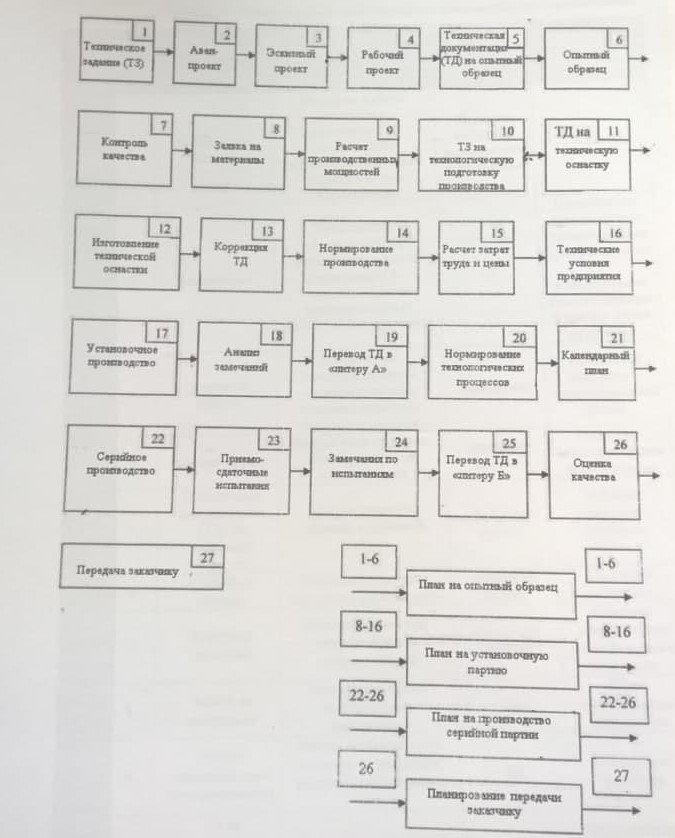 1
Техническое
задание (ТЗ)
2
Аван-
проект
3
Эскизный
проект
4
Рабочий
проект
5
Техническая
документация
(ТД) на опытный
образец
6
Опытный
образец
7
Контроль
качества
8
Заявка на
материалы
9
Расчет
производственных
мощностей
10
ТЗ на
технологическую
подготовку
производства
11
ТД на
техническую
оснастку
12
Изготовление
технической
оснастки
13
Коррекция
ТД
14
Нормирование
производства
15
Расчет затрат
труда и цены
16
Технические
условия
предприятия
17
Установочное
производство
18
Анализ
замечаний
19
Перевод ТД в
«литеру А»
20
Нормирование
технологических
процессов
21
Календарный
план
22
Серийное
производство
23
Приемо-
сдаточные
испытания
24
Замечания по
испытаниям
25
Перевод ТД в
«литеру Б»
26
Оценка
качества
27
Передача заказчику
1-6
План на опытный образец
1-6
8-16
План на установочную
партию
8-16
22-26
План на производство
серийной партии
22-26
26
Планирование передачи
заказчику
27